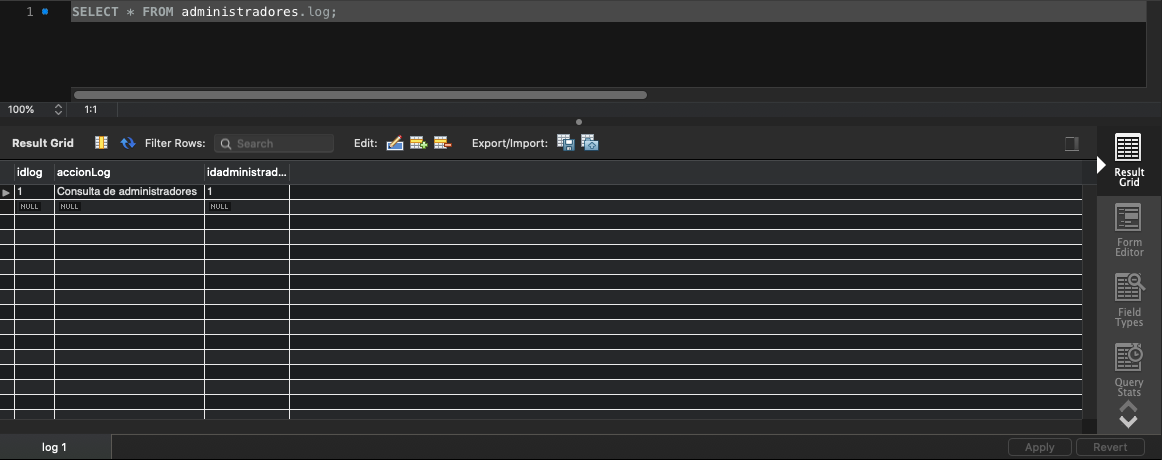 1 SELECT * FROM administradores.log;
100% 1:1
Result Grid Filter Rows: Search Edit: Export/Import:
idlog accionLog idadministrad...
1 Consulta de administradores 1
NULL NULL NULL
Result
Grid
Form
Editor
Field
Types
Query
Stats
log 1 Apply Revert